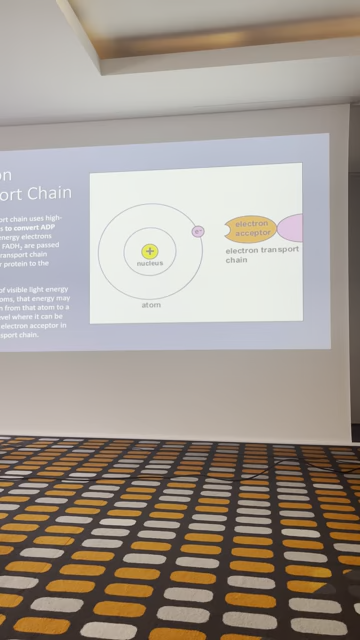 on
ort Chain
ort chain uses high-
s to convert ADP
energy electrons
FADH₂ are passed
ransport chain
r protein to the
of visible light energy
oms, that energy may
n from that atom to a
evel where it can be
electron acceptor in
sport chain.
+
nucleus
atom
e-
electron
acceptor
electron transport
chain